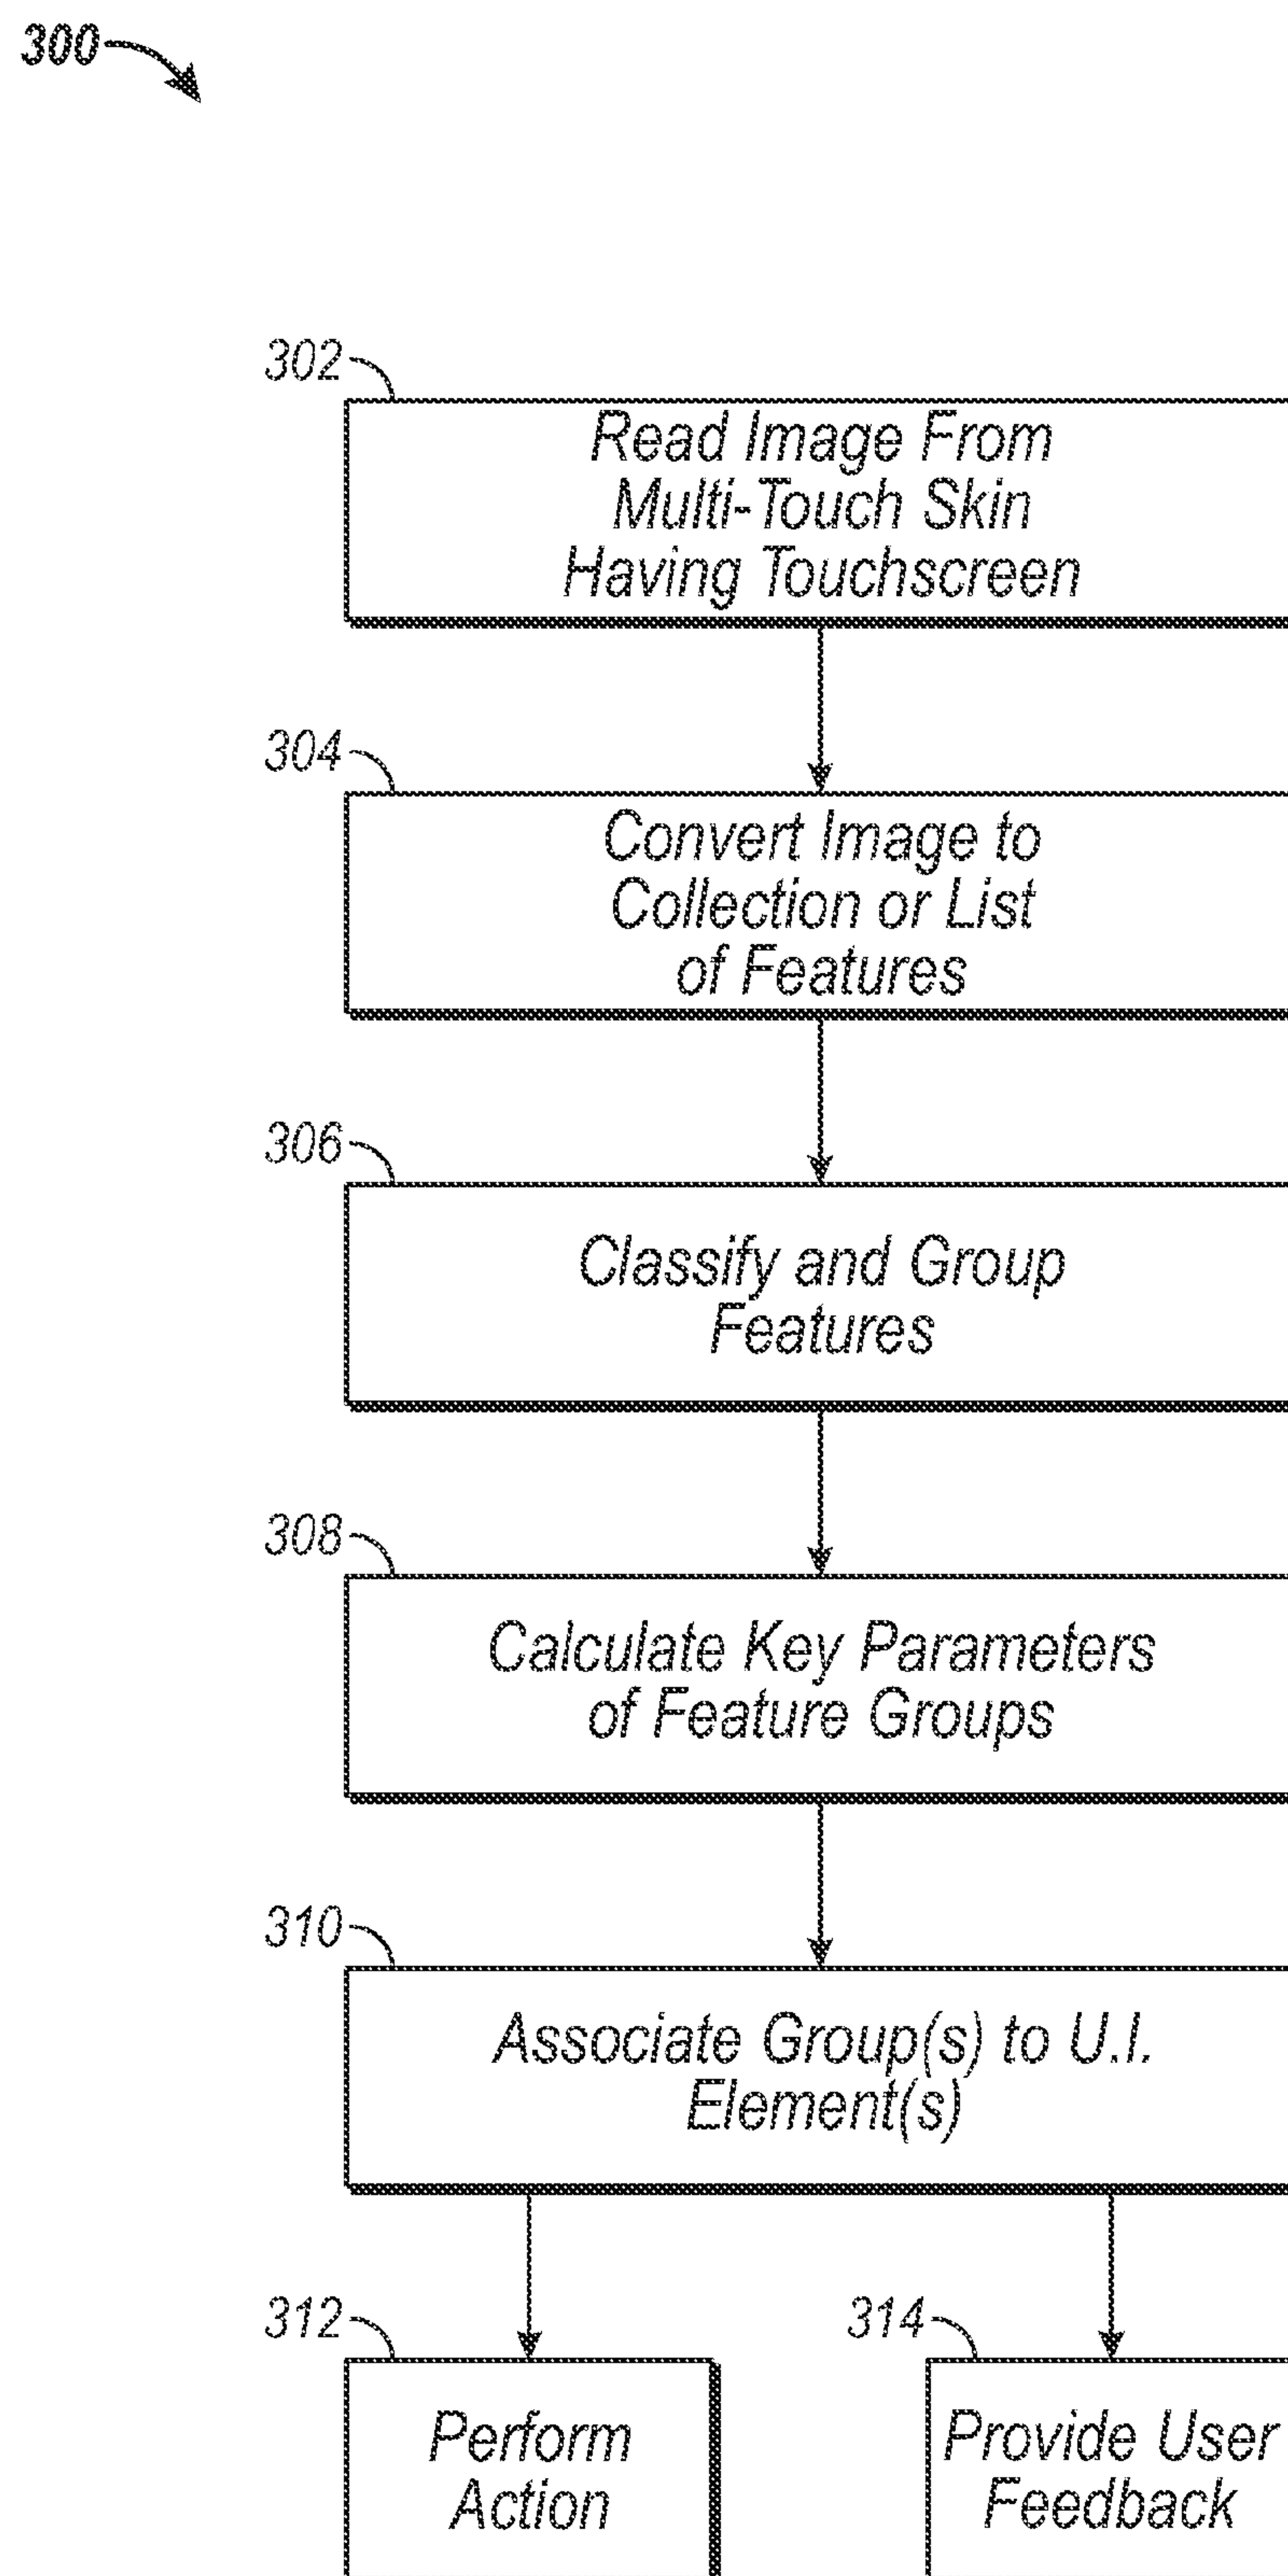 300
302
Read Image From
Multi-Touch Skin
Having Touchscreen
304
Convert Image to
Collection or List
of Features
306
Classify and Group
Features
308
Calculate Key Parameters
of Feature Groups
310
Associate Group(s) to U.I.
Element(s)
312
Perform
Action
314
Provide User
Feedback